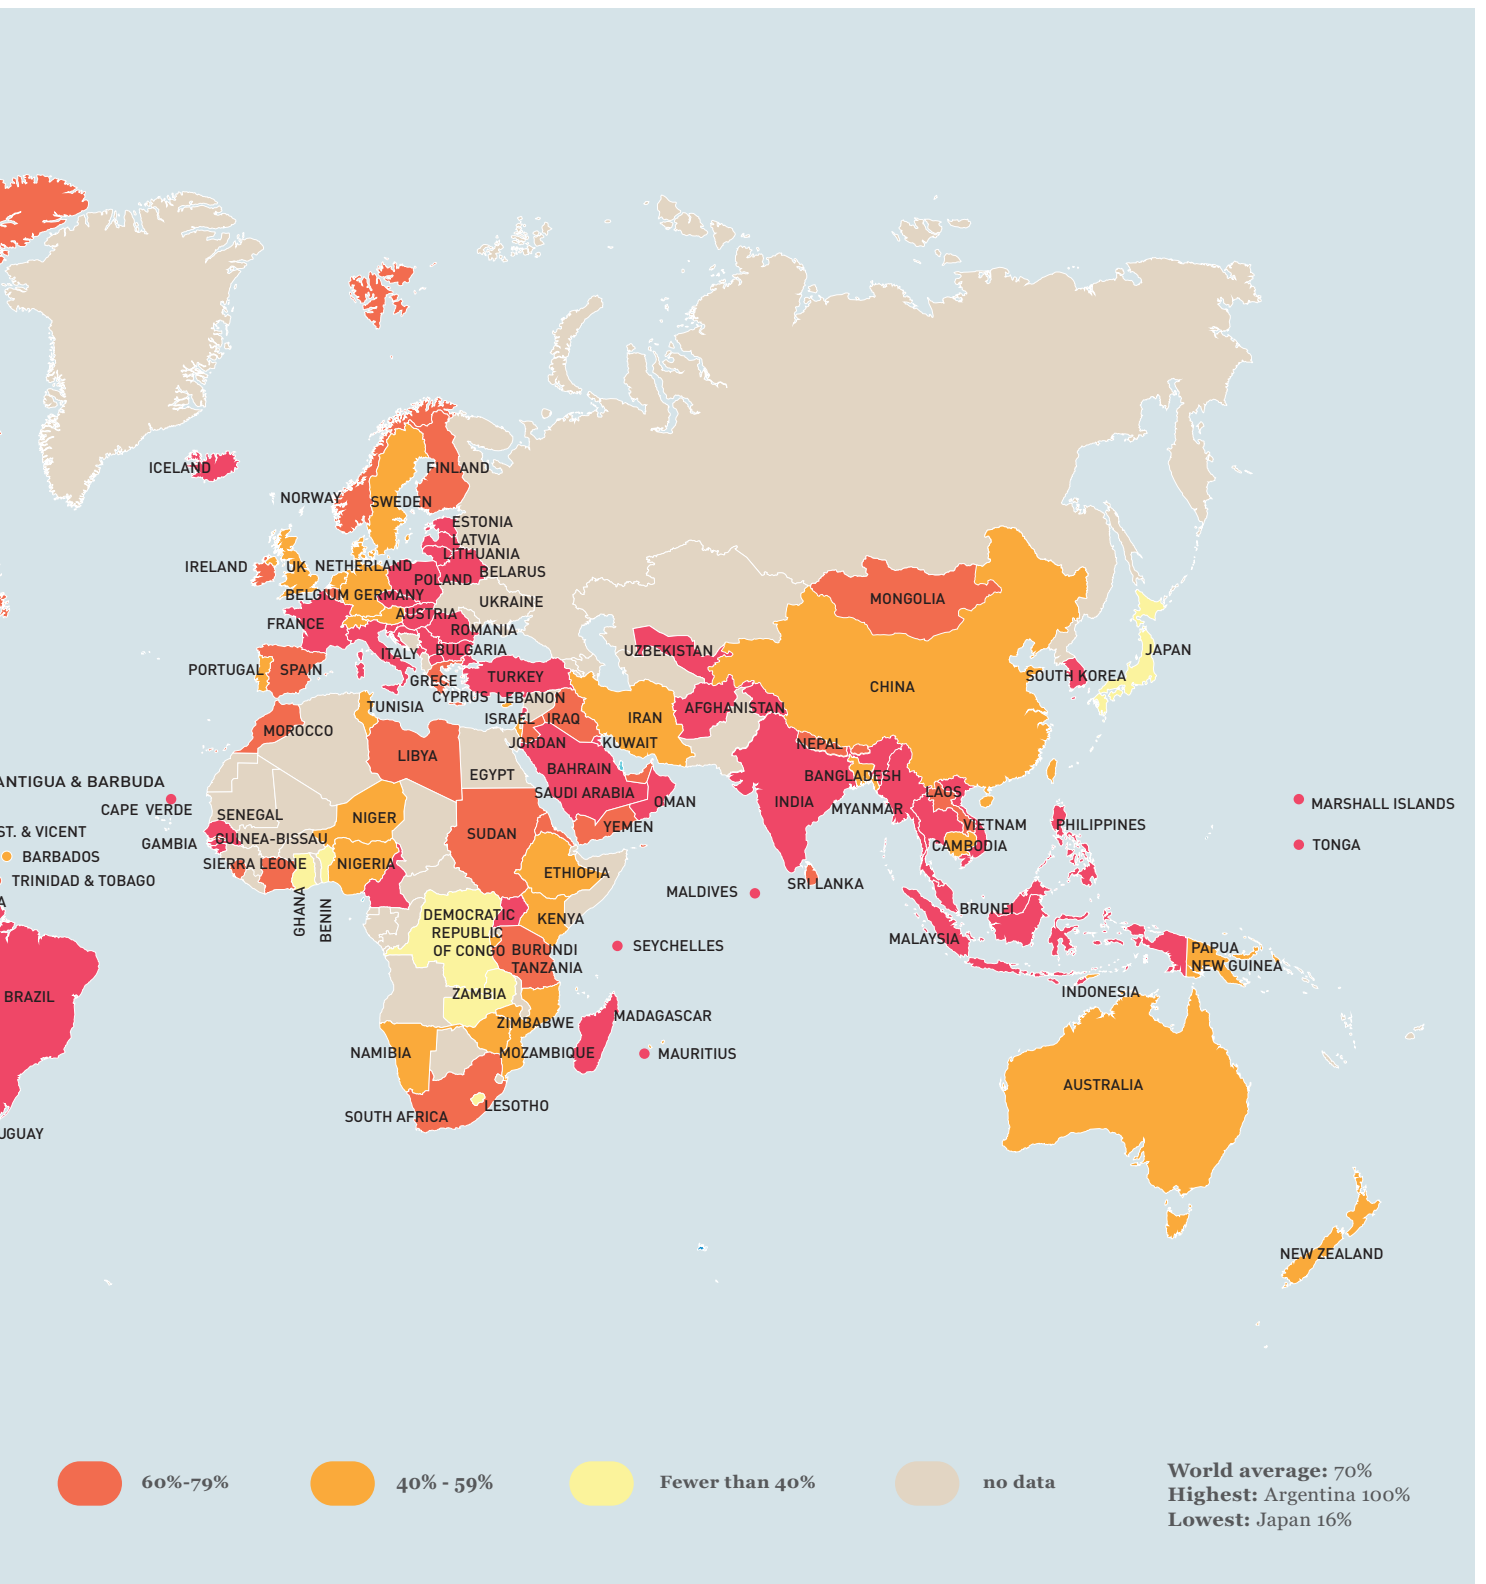 ICELAND
FINLAND
NORWAY
SWEDEN
ESTONIA
LATVIA
LITHUANIA
IRELAND
UK
NETHERLAND
BELARUS
POLAND
BELGIUM
GERMANY
UKRAINE
MONGOLIA
AUSTRIA
FRANCE
ROMANIA
ITALY
BULGARIA
UZBEKISTAN
JAPAN
PORTUGAL
SPAIN
GRECE
TURKEY
SOUTH KOREA
CHINA
CYPRUS
LEBANON
TUNISIA
AFGHANISTAN
ISRAEL
IRAQ
IRAN
MOROCCO
JORDAN
KUWAIT
NEPAL
LIBYA
BAHRAIN
EGYPT
BANGLADESH
ANTIGUA & BARBUDA
SAUDI ARABIA
LAOS
CAPE VERDE
OMAN
INDIA
MYANMAR
MARSHALL ISLANDS
SENEGAL
NIGER
ST. & VICENT
SUDAN
YEMEN
VIETNAM
PHILIPPINES
GAMBIA
GUINEA-BISSAU
CAMBODIA
TONGA
BARBADOS
SIERRA LEONE
NIGERIA
ETHIOPIA
TRINIDAD & TOBAGO
MALDIVES
SRI LANKA
A
GHANA
BENIN
DEMOCRATIC
REPUBLIC
OF CONGO
KENYA
BRUNEI
MALAYSIA
BURUNDI
SEYCHELLES
PAPUA
NEW GUINEA
TANZANIA
BRAZIL
ZAMBIA
INDONESIA
MADAGASCAR
ZIMBABWE
NAMIBIA
MOZAMBIQUE
MAURITIUS
AUSTRALIA
LESOTHO
SOUTH AFRICA
UGUAY
NEW ZEALAND
60%-79%
40% - 59%
Fewer than 40%
no data
World average: 70%
Highest: Argentina 100%
Lowest: Japan 16%